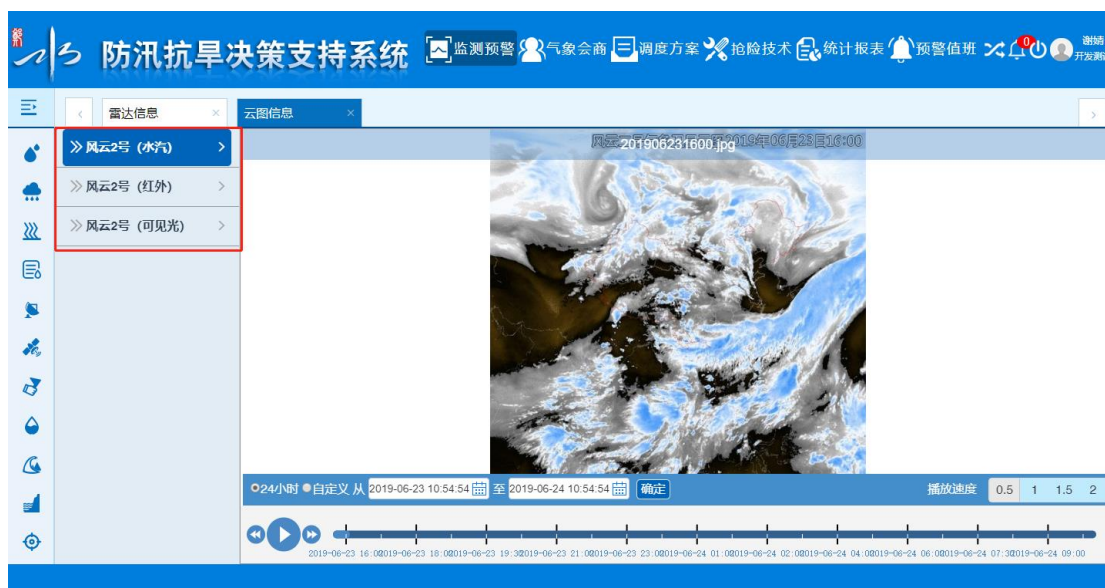 防汛抗旱决策支持系统 监测预警 气象会商 调度方案 抢险技术 统计报表 预警值班 0
雷达信息 × 云图信息 ×
风云2号（水汽）
风云2号（红外）
风云2号（可见光）
201906231600.jpg
24小时 自定义 从 2019-06-23 10:54:54 至 2019-06-24 10:54:54 确定 播放速度 0.5 1 1.5 2
2019-06-23 16:00 2019-06-23 18:00 2019-06-23 19:30 2019-06-23 21:00 2019-06-23 23:00 2019-06-24 01:00 2019-06-24 02:00 2019-06-24 04:00 2019-06-24 06:00 2019-06-24 07:30 2019-06-24 09:00